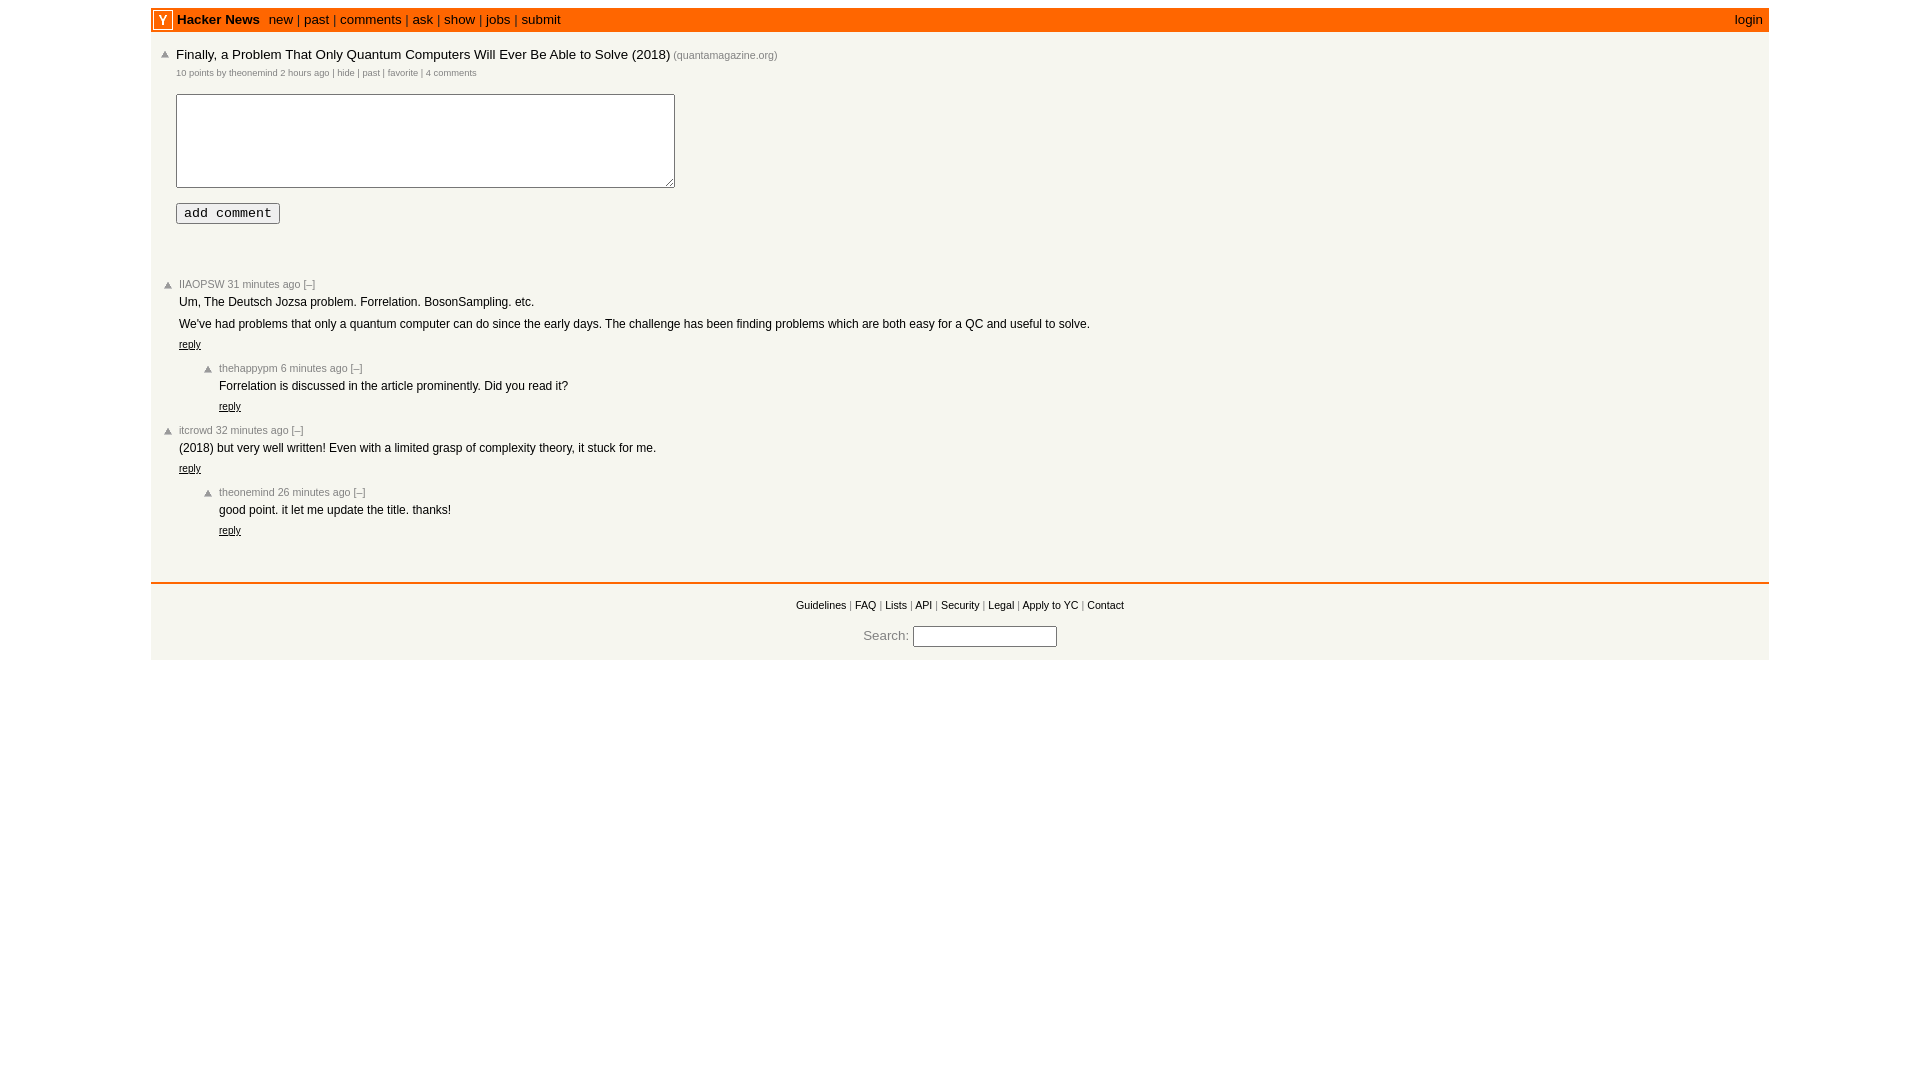 Y Hacker News new | past | comments | ask | show | jobs | submit login
Finally, a Problem That Only Quantum Computers Will Ever Be Able to Solve (2018) (quantamagazine.org)
10 points by theonemind 2 hours ago | hide | past | favorite | 4 comments
add comment
IIAOPSW 31 minutes ago [–]
Um, The Deutsch Jozsa problem. Forrelation. BosonSampling. etc.
We've had problems that only a quantum computer can do since the early days. The challenge has been finding problems which are both easy for a QC and useful to solve.
reply
thehappypm 6 minutes ago [–]
Forrelation is discussed in the article prominently. Did you read it?
reply
itcrowd 32 minutes ago [–]
(2018) but very well written! Even with a limited grasp of complexity theory, it stuck for me.
reply
theonemind 26 minutes ago [–]
good point. it let me update the title. thanks!
reply
Guidelines | FAQ | Lists | API | Security | Legal | Apply to YC | Contact
Search: